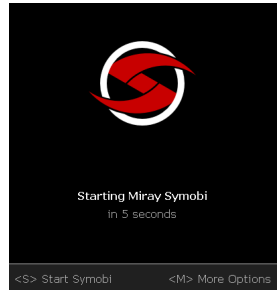 Starting Miray Symobi
in 5 seconds
<S> Start Symobi <M> More Options